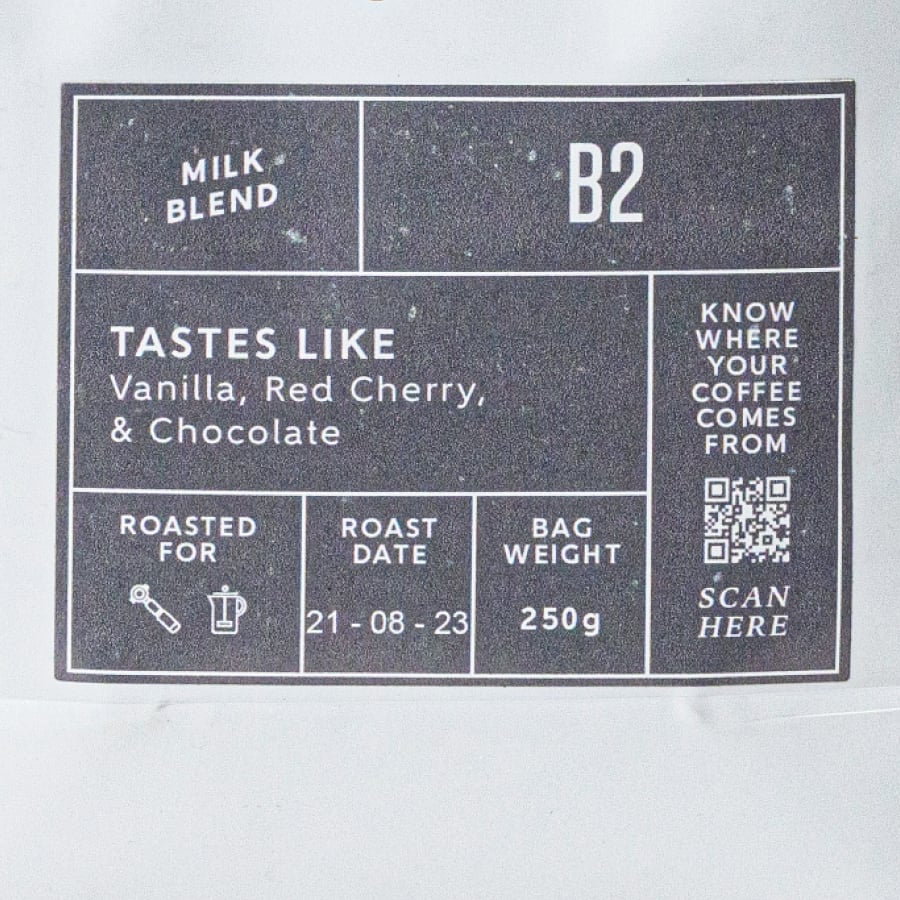 MILK
BLEND
B2
TASTES LIKE
Vanilla, Red Cherry,
& Chocolate
KNOW
WHERE
YOUR
COFFEE
COMES
FROM
SCAN
HERE
ROASTED
FOR
ROAST
DATE
21 - 08 - 23
BAG
WEIGHT
250g